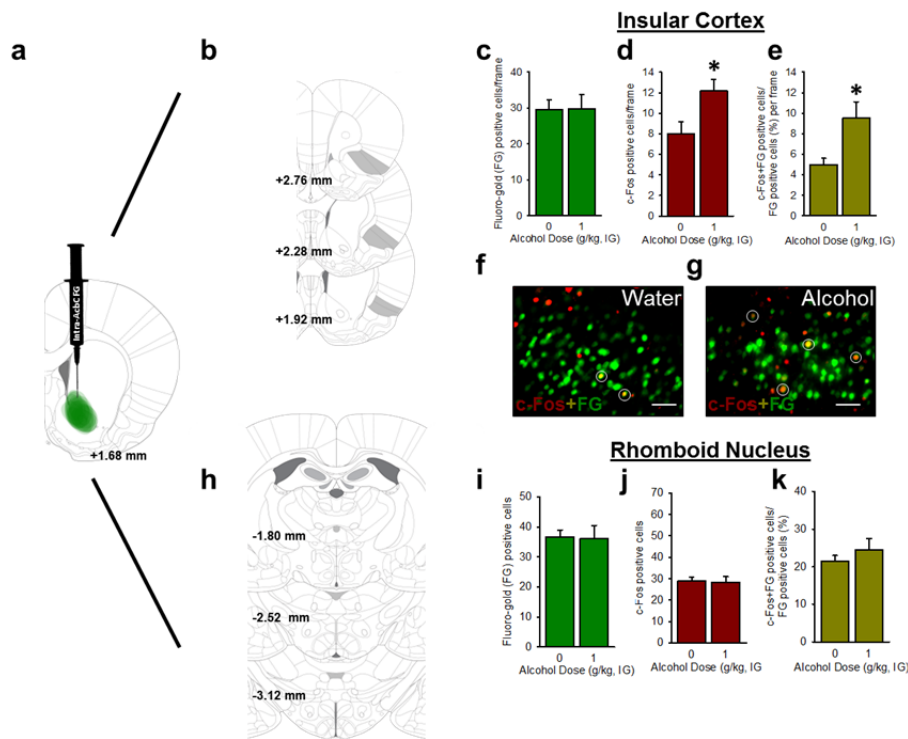 Insular Cortex
a
b
c
d
e
Fluoro-gold (FG) positive cells/frame
40
30
20
10
0
0 1
Alcohol Dose (g/kg, IG)
c-Fos positive cells/frame
14
12
10
8
6
4
2
0
*
0 1
Alcohol Dose (g/kg, IG)
c-Fos+FG positive cells/
FG positive cells (%) per frame
14
12
10
8
6
4
2
0
*
0 1
Alcohol Dose (g/kg, IG)
+2.76 mm
+2.28 mm
+1.92 mm
Intra-AcbC FG
+1.68 mm
f
Water
c-Fos+FG
g
Alcohol
c-Fos+FG
h
-1.80 mm
-2.52 mm
-3.12 mm
Rhomboid Nucleus
i
j
k
Fluoro-gold (FG) positive cells
50
40
30
20
10
0
0 1
Alcohol Dose (g/kg, IG)
c-Fos positive cells
70
60
50
40
30
20
10
0
0 1
Alcohol Dose (g/kg, IG
c-Fos+FG positive cells/
FG positive cells (%)
40
30
20
10
0
0 1
Alcohol Dose (g/kg, IG)